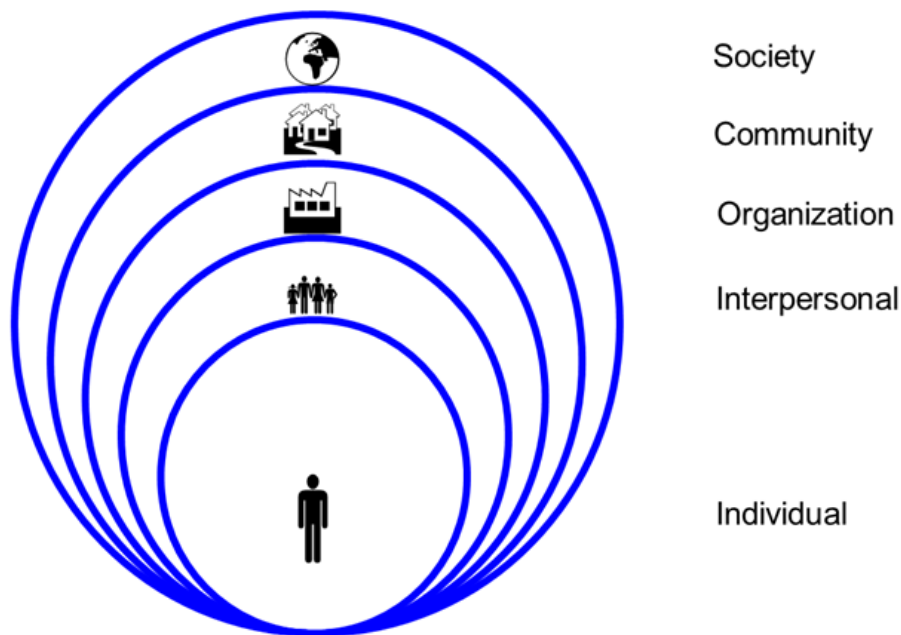 Society
Community
Organization
Interpersonal
Individual